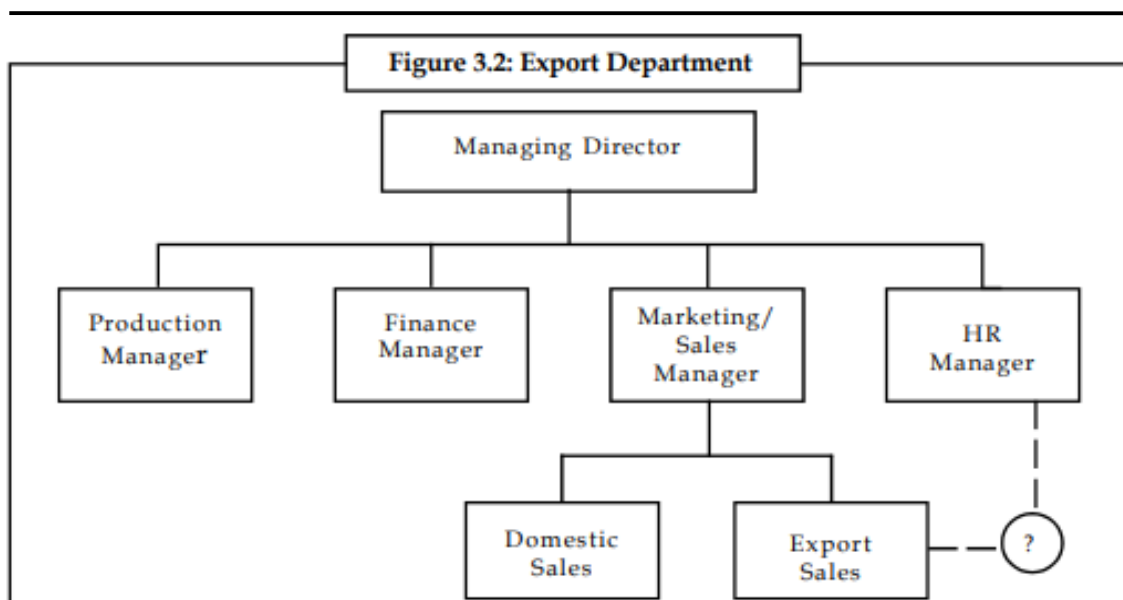 Figure 3.2: Export Department
Managing Director
Production
Manager
Finance
Manager
Marketing/
Sales
Manager
HR
Manager
Domestic
Sales
Export
Sales
?